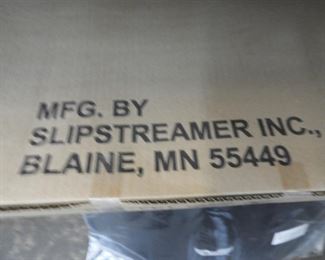 MFG. BY
SLIPSTREAMER INC.,
BLAINE, MN 55449